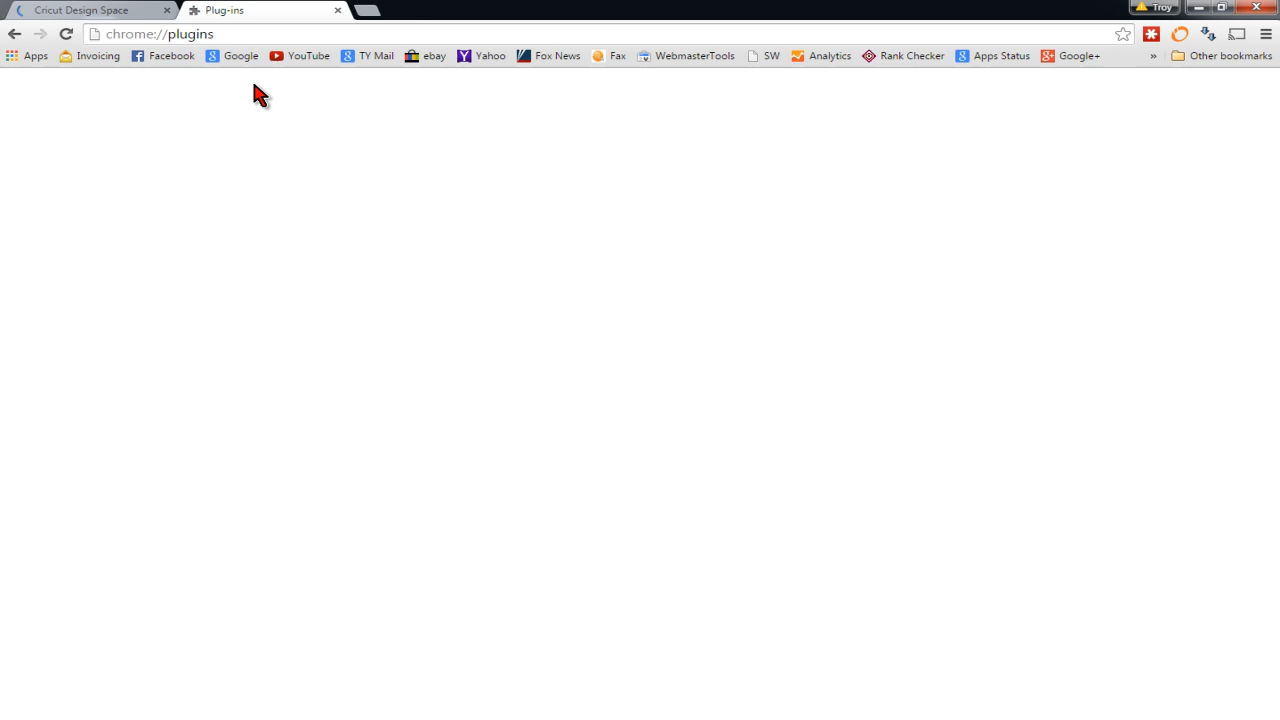 Cricut Design Space Plug-ins Troy
chrome://plugins
Apps Invoicing Facebook Google YouTube TY Mail ebay Yahoo Fox News Fax WebmasterTools SW Analytics Rank Checker Apps Status Google+ » Other bookmarks